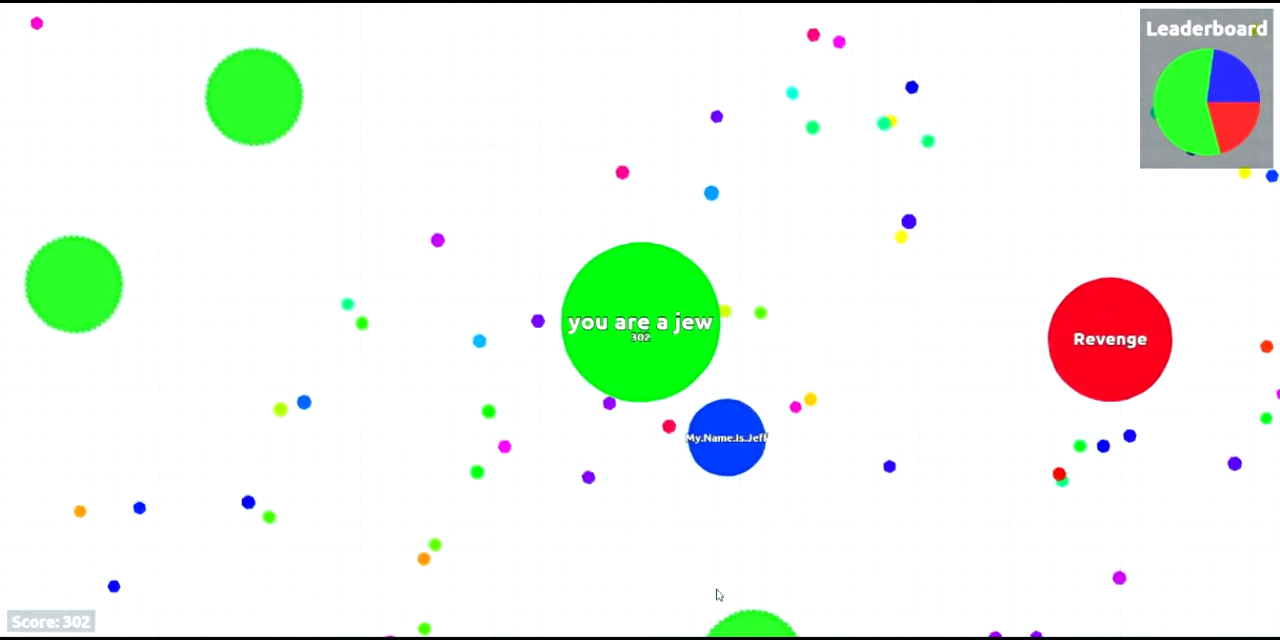 Leaderboard
you are a jew
302
Revenge
My.Name.is.Jeff
Score: 302